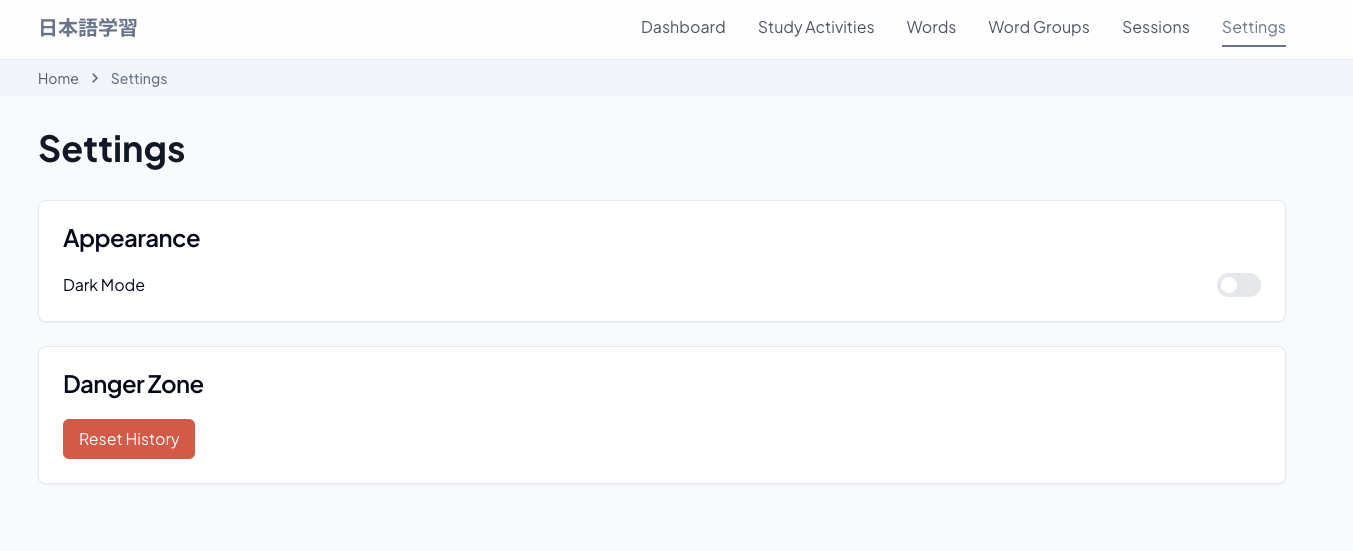 日本語学習
Dashboard Study Activities Words Word Groups Sessions Settings
Home Settings
Settings
Appearance
Dark Mode
Danger Zone
Reset History